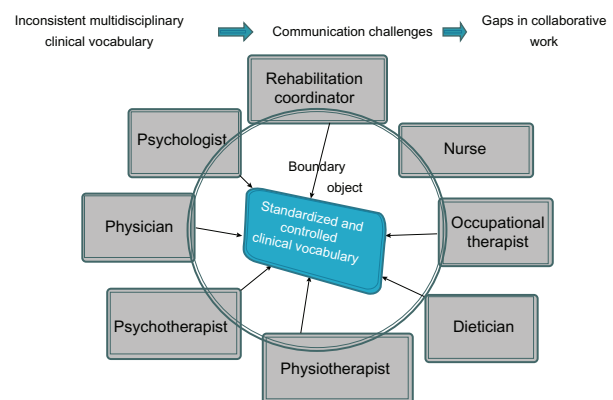 Inconsistent multidisciplinary
clinical vocabulary
Communication challenges
Gaps in collaborative
work
Rehabilitation
coordinator
Psychologist
Nurse
Boundary
object
Physician
Standardized and
controlled
clinical vocabulary
Occupational
therapist
Psychotherapist
Dietician
Physiotherapist